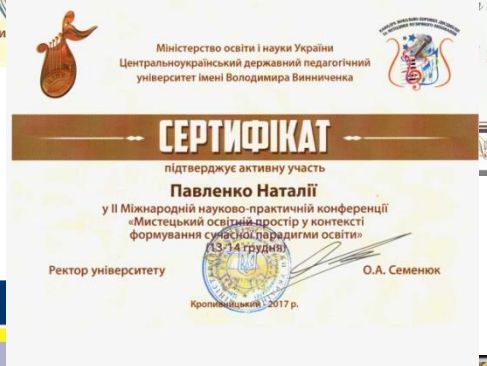 Міністерство освіти і науки України
Центральноукраїнський державний педагогічний
університет імені Володимира Винниченка
СЕРТИФІКАТ
підтверджує активну участь
Павленко Наталії
у ІІ Міжнародній науково-практичній конференції
«Мистецький освітній простір у контексті
формування сучасної парадигми освіти»
(13-14 грудня)
Ректор університету
О.А. Семенюк
Кропивницький - 2017 р.